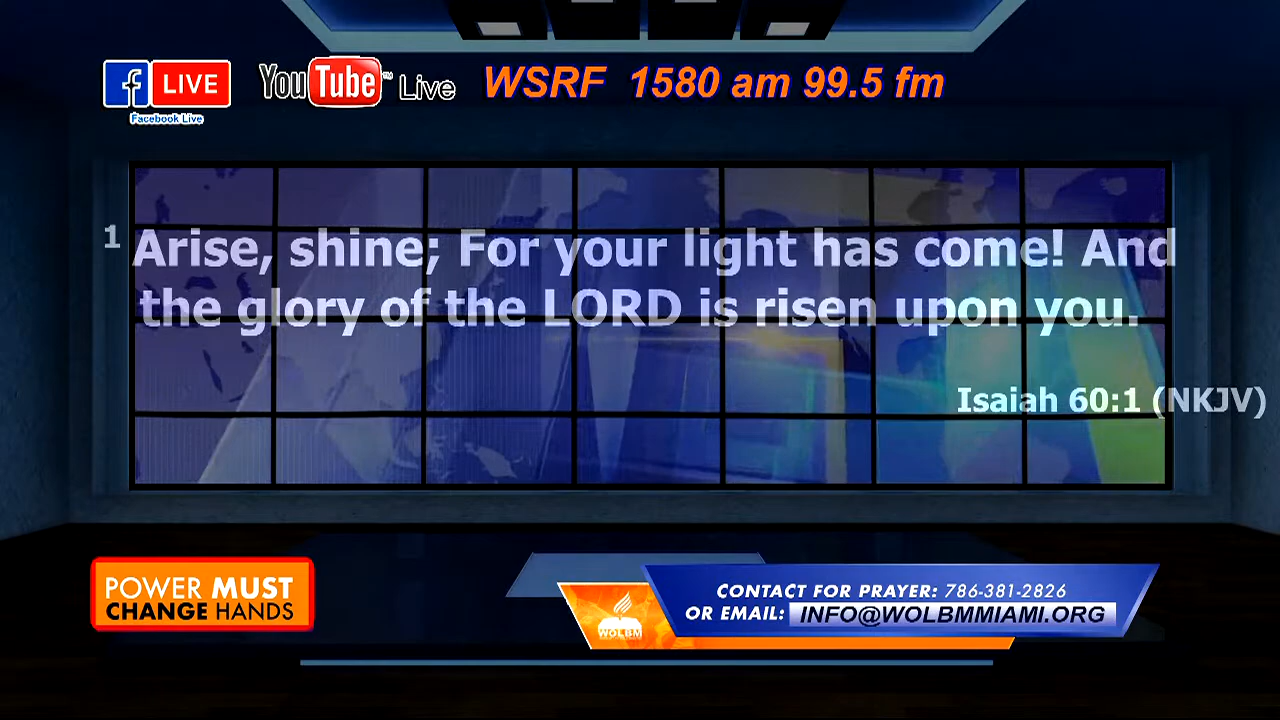 f LIVE
Facebook Live
YouTube™ Live
WSRF 1580 am 99.5 fm
1 Arise, shine; For your light has come! And
the glory of the LORD is risen upon you.
Isaiah 60:1 (NKJV)
POWER MUST
CHANGE HANDS
WOLBM
CONTACT FOR PRAYER: 786-381-2826
OR EMAIL: INFO@WOLBMMIAMI.ORG